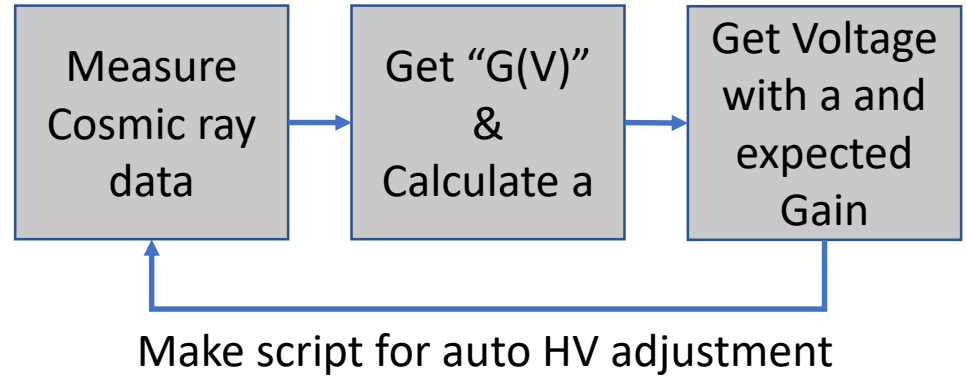 Measure
Cosmic ray
data
Get “G(V)”
&
Calculate a
Get Voltage
with a and
expected
Gain
Make script for auto HV adjustment